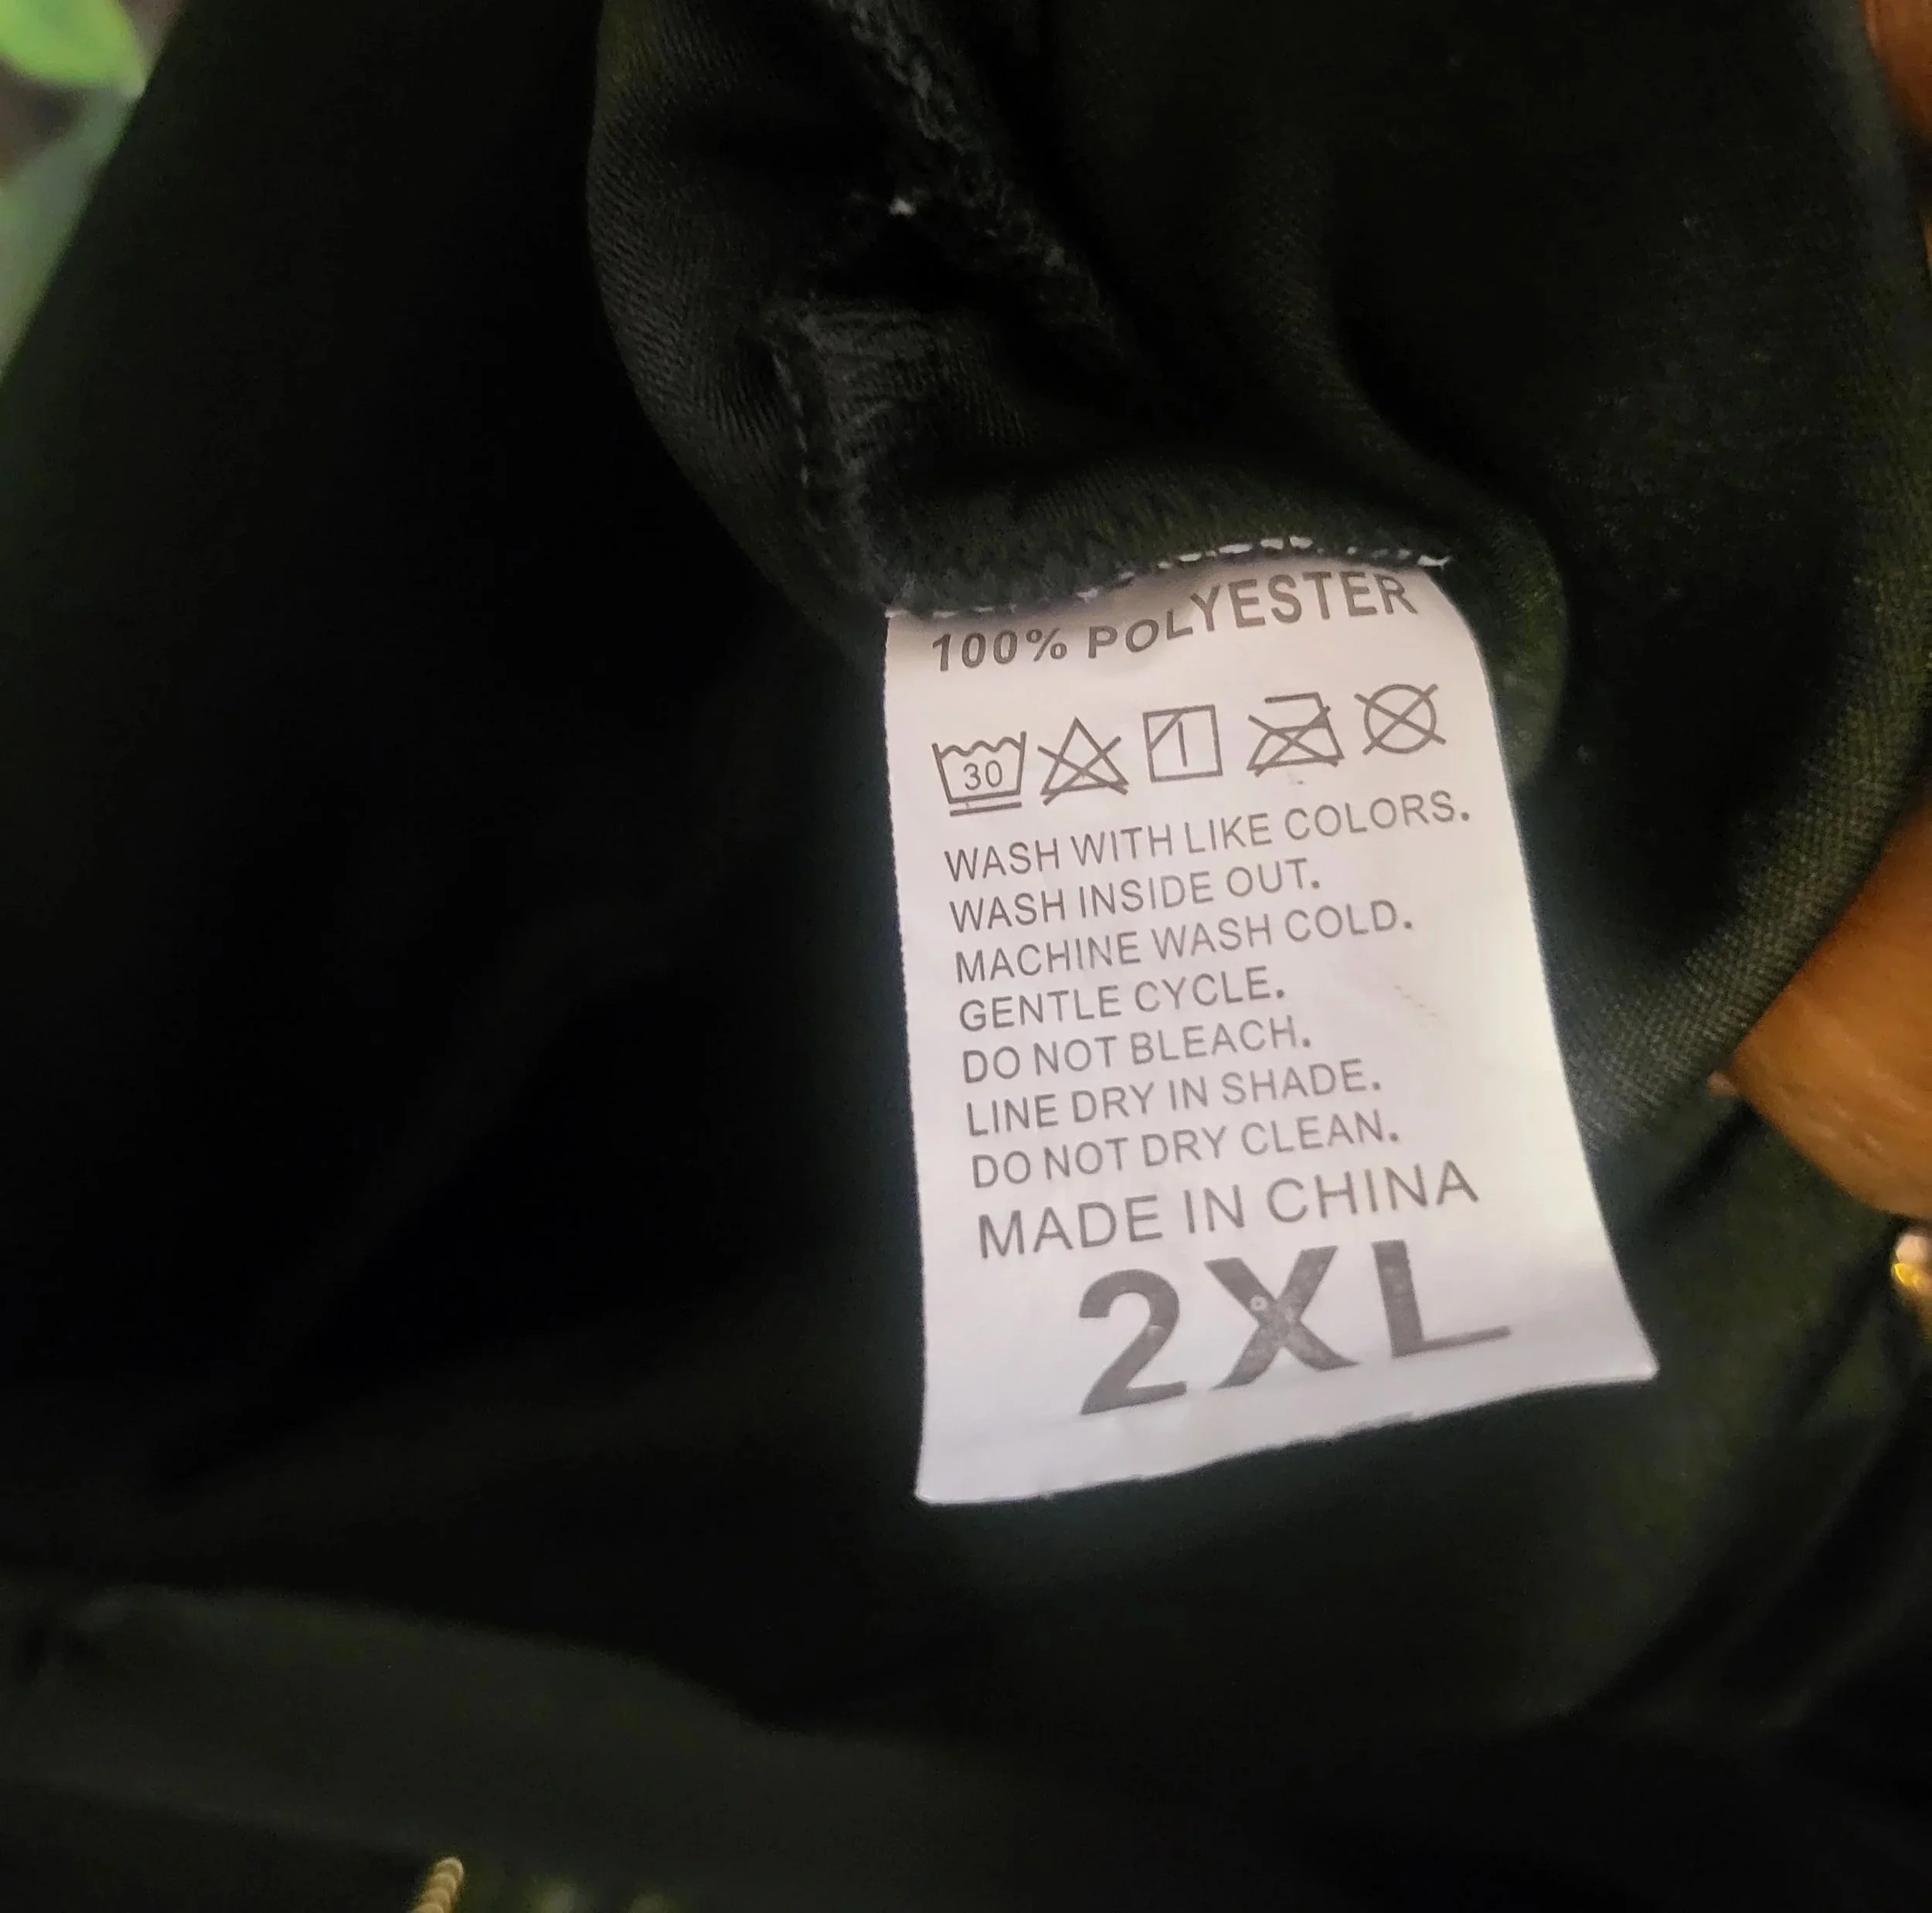 100% POLYESTER
30
WASH WITH LIKE COLORS.
WASH INSIDE OUT.
MACHINE WASH COLD.
GENTLE CYCLE.
DO NOT BLEACH.
LINE DRY IN SHADE.
DO NOT DRY CLEAN.
MADE IN CHINA
2XL